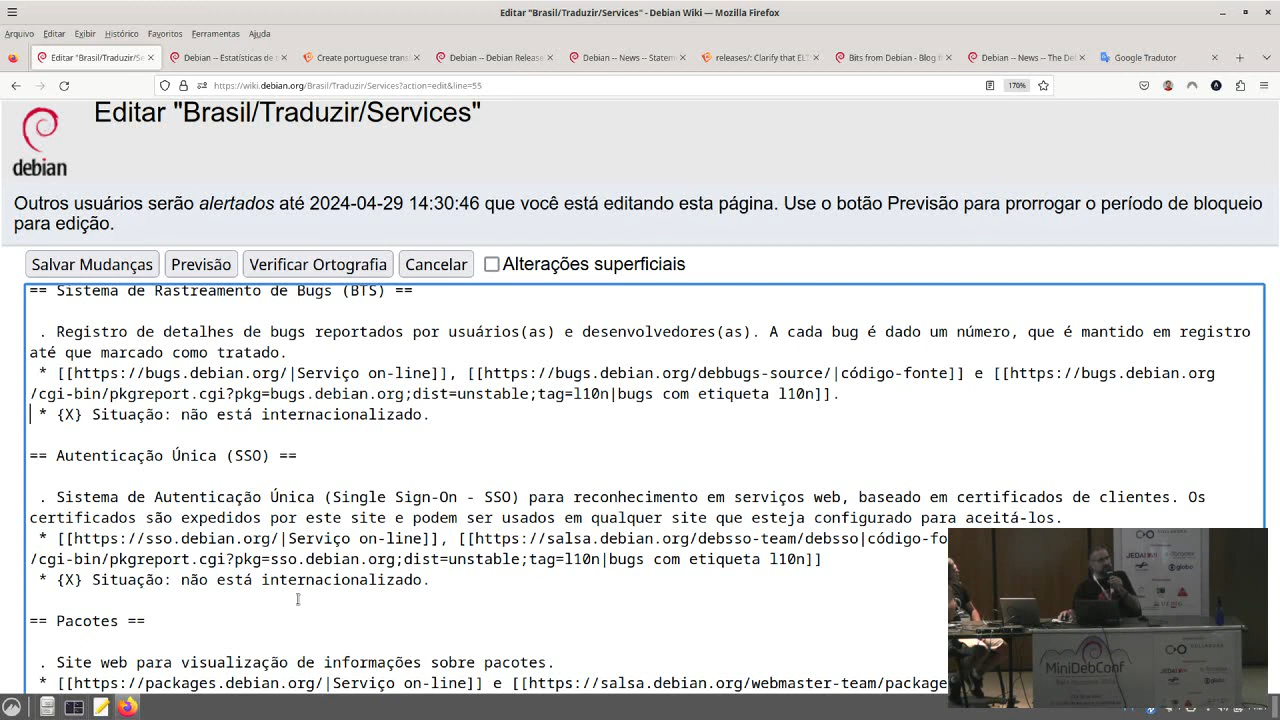 Editar "Brasil/Traduzir/Services" - Debian Wiki — Mozilla Firefox
Arquivo Editar Exibir Histórico Favoritos Ferramentas Ajuda
Editar "Brasil/Traduzir/Se
Debian -- Estatísticas de
Create portuguese trans
Debian -- Debian Releas
Debian -- News -- Statem
releases/: Clarify that ELT
Bits from Debian - Blog f
Debian -- News -- The De
Google Tradutor
https://wiki.debian.org/Brasil/Traduzir/Services?action=edit&line=55
170%
Editar "Brasil/Traduzir/Services"
debian
Outros usuários serão alertados até 2024-04-29 14:30:46 que você está editando esta página. Use o botão Previsão para prorrogar o período de bloqueio
para edição.
Salvar Mudanças Previsão Verificar Ortografia Cancelar Alterações superficiais
== Sistema de Rastreamento de Bugs (BTS) ==
. Registro de detalhes de bugs reportados por usuários(as) e desenvolvedores(as). A cada bug é dado um número, que é mantido em registro
até que marcado como tratado.
* [[https://bugs.debian.org/|Serviço on-line]], [[https://bugs.debian.org/debbugs-source/|código-fonte]] e [[https://bugs.debian.org
/cgi-bin/pkgreport.cgi?pkg=bugs.debian.org;dist=unstable;tag=l10n|bugs com etiqueta l10n]].
* {X} Situação: não está internacionalizado.
== Autenticação Única (SSO) ==
. Sistema de Autenticação Única (Single Sign-On - SSO) para reconhecimento em serviços web, baseado em certificados de clientes. Os
certificados são expedidos por este site e podem ser usados em qualquer site que esteja configurado para aceitá-los.
* [[https://sso.debian.org/|Serviço on-line]], [[https://salsa.debian.org/debsso-team/debsso|código-fo
/cgi-bin/pkgreport.cgi?pkg=sso.debian.org;dist=unstable;tag=l10n|bugs com etiqueta l10n]]
* {X} Situação: não está internacionalizado.
== Pacotes ==
. Site web para visualização de informações sobre pacotes.
* [[https://packages.debian.org/|Serviço on-line]] e [[https://salsa.debian.org/webmaster-team/package
COLLABORA
JEDAI
globo
MiniDebConf
COLLABORA
globo